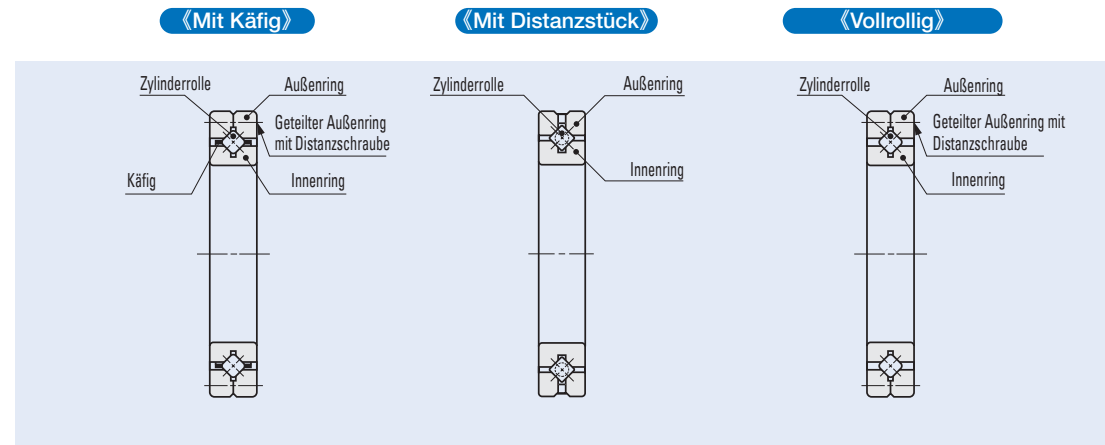 《Mit Käfig》
《Mit Distanzstück》
《Vollrollig》
Zylinderrolle
Außenring
Geteilter Außenring
mit Distanzschraube
Käfig
Innenring
Zylinderrolle
Außenring
Innenring
Zylinderrolle
Außenring
Geteilter Außenring mit
Distanzschraube
Innenring